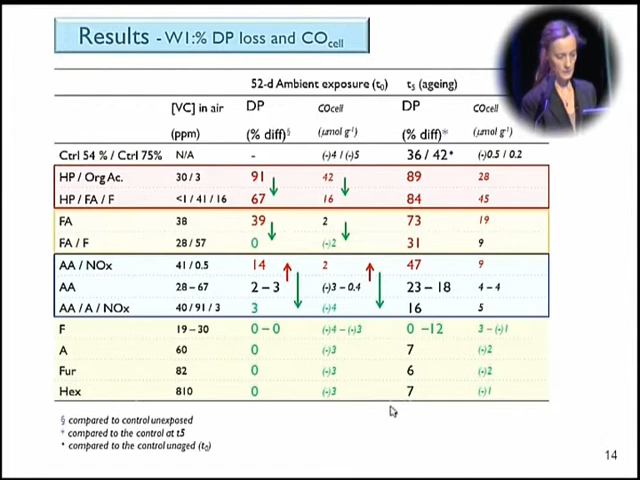 Results - W1:% DP loss and COcell
52-d Ambient exposure (t0) t5 (ageing)
[VC] in air DP COcell DP COcell
(ppm) (% diff)§ (µmol g-1) (% diff)* (µmol g-1)
Ctrl 54 % / Ctrl 75% N/A - (-)4 / (-)5 36 / 42• (-)0.5 / 0.2
HP / Org Ac. 30 / 3 91 42 89 28
HP / FA / F <1 / 41 / 16 67 16 84 45
FA 38 39 2 73 19
FA / F 28 / 57 0 (-)2 31 9
AA / NOx 41 / 0.5 14 2 47 9
AA 28 – 67 2 – 3 (-)3 – 0.4 23 – 18 4 – 4
AA / A / NOx 40 / 91 / 3 3 (-)4 16 5
F 19 – 30 0 – 0 (-)4 – (-)3 0 –12 3 – (-)1
A 60 0 (-)3 7 (-)2
Fur 82 0 (-)3 6 (-)2
Hex 810 0 (-)3 7 (-)1
§ compared to control unexposed
* compared to the control at t5
• compared to the control unaged (t0)
14